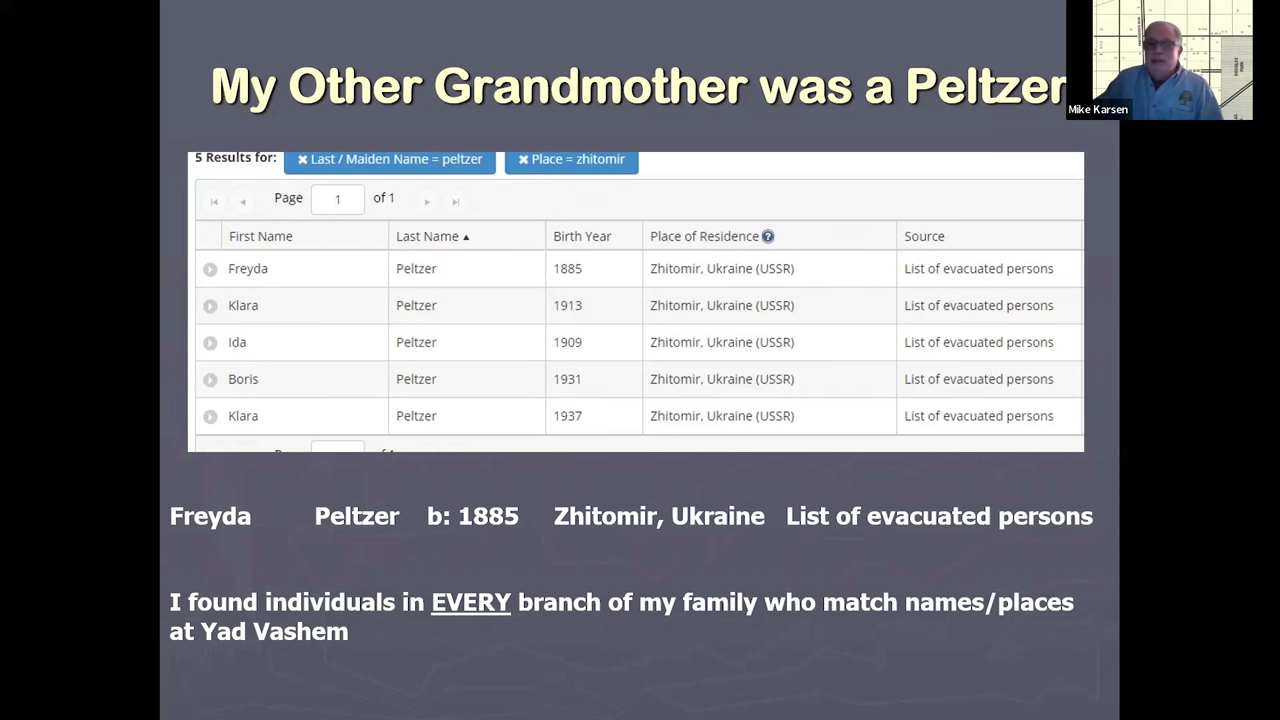 My Other Grandmother was a Peltzer
Mike Karsen
5 Results for: ✖ Last / Maiden Name = peltzer ✖ Place = zhitomir
Page 1 of 1
First Name Last Name ▲ Birth Year Place of Residence ? Source
Freyda Peltzer 1885 Zhitomir, Ukraine (USSR) List of evacuated persons
Klara Peltzer 1913 Zhitomir, Ukraine (USSR) List of evacuated persons
Ida Peltzer 1909 Zhitomir, Ukraine (USSR) List of evacuated persons
Boris Peltzer 1931 Zhitomir, Ukraine (USSR) List of evacuated persons
Klara Peltzer 1937 Zhitomir, Ukraine (USSR) List of evacuated persons
Freyda Peltzer b: 1885 Zhitomir, Ukraine List of evacuated persons
I found individuals in EVERY branch of my family who match names/places
at Yad Vashem